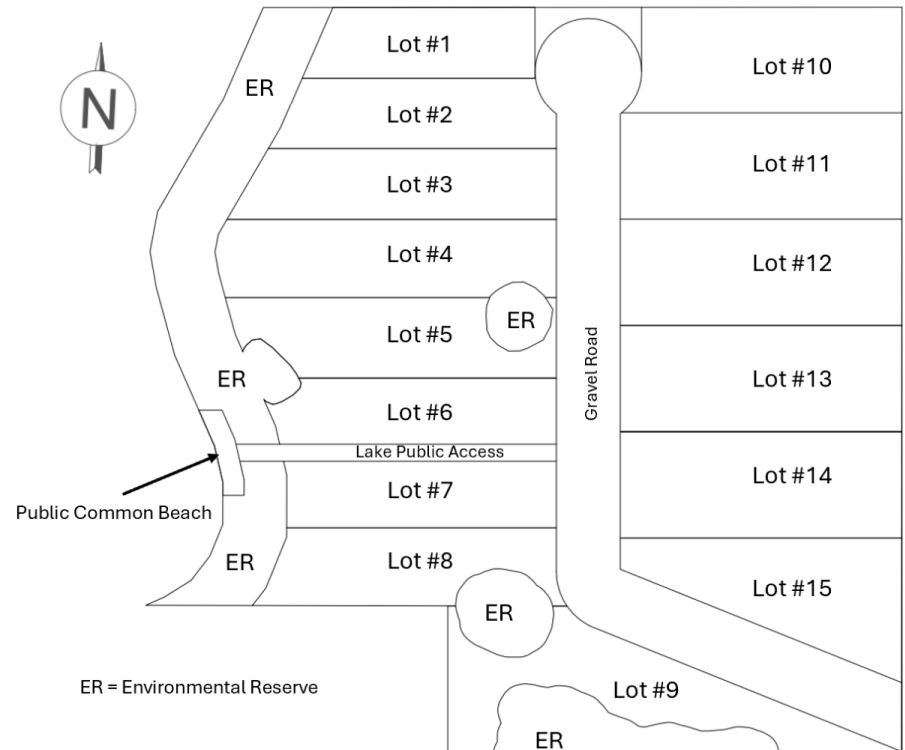 Lot #1
Lot #10
ER
N
Lot #2
Lot #11
Lot #3
Lot #4
Lot #12
ER
Lot #5
Gravel Road
ER
Lot #13
Lot #6
Lake Public Access
Lot #14
Lot #7
Public Common Beach
ER
Lot #8
Lot #15
ER
ER = Environmental Reserve
Lot #9
ER